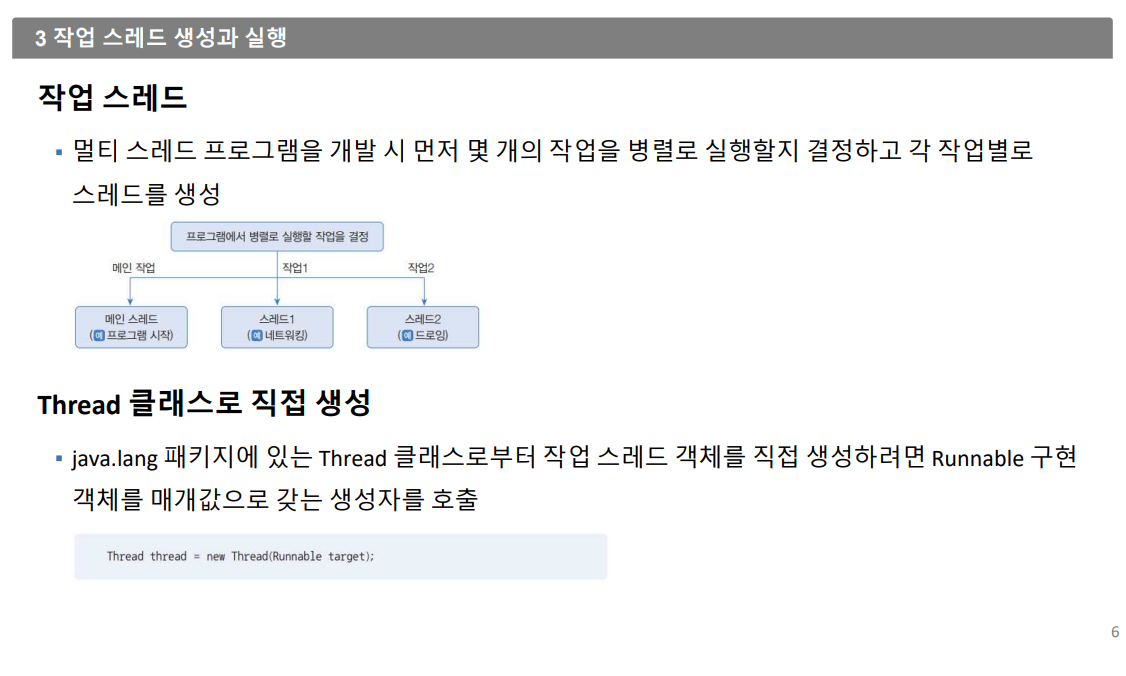 3 작업 스레드 생성과 실행
작업 스레드
▪ 멀티 스레드 프로그램을 개발 시 먼저 몇 개의 작업을 병렬로 실행할지 결정하고 각 작업별로
스레드를 생성
프로그램에서 병렬로 실행할 작업을 결정
메인 작업 작업1 작업2
메인 스레드 스레드1 스레드2
(예 프로그램 시작) (예 네트워킹) (예 드로잉)
Thread 클래스로 직접 생성
▪ java.lang 패키지에 있는 Thread 클래스로부터 작업 스레드 객체를 직접 생성하려면 Runnable 구현
객체를 매개값으로 갖는 생성자를 호출
Thread thread = new Thread(Runnable target);
6